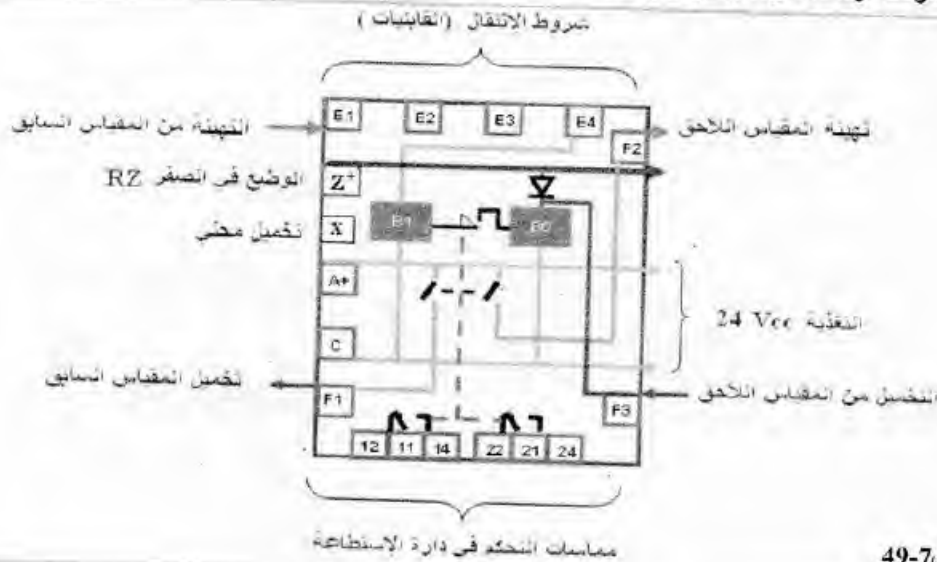 شروط الانتقال (القابليات)
E1 E2 E3 E4
التهيئة من المقياس السابق
تهيئة المقياس اللاحق
F2
الوضع في الصفر RZ
Z+
تخميل محلي
X
B1
B0
A+
التغذية 24 Vcc
C
تخميل المقياس السابق
التخميل من المقياس اللاحق
F1
F3
12 11 14 22 21 24
مماسات التحكم في دارة الاستطاعة
49-7